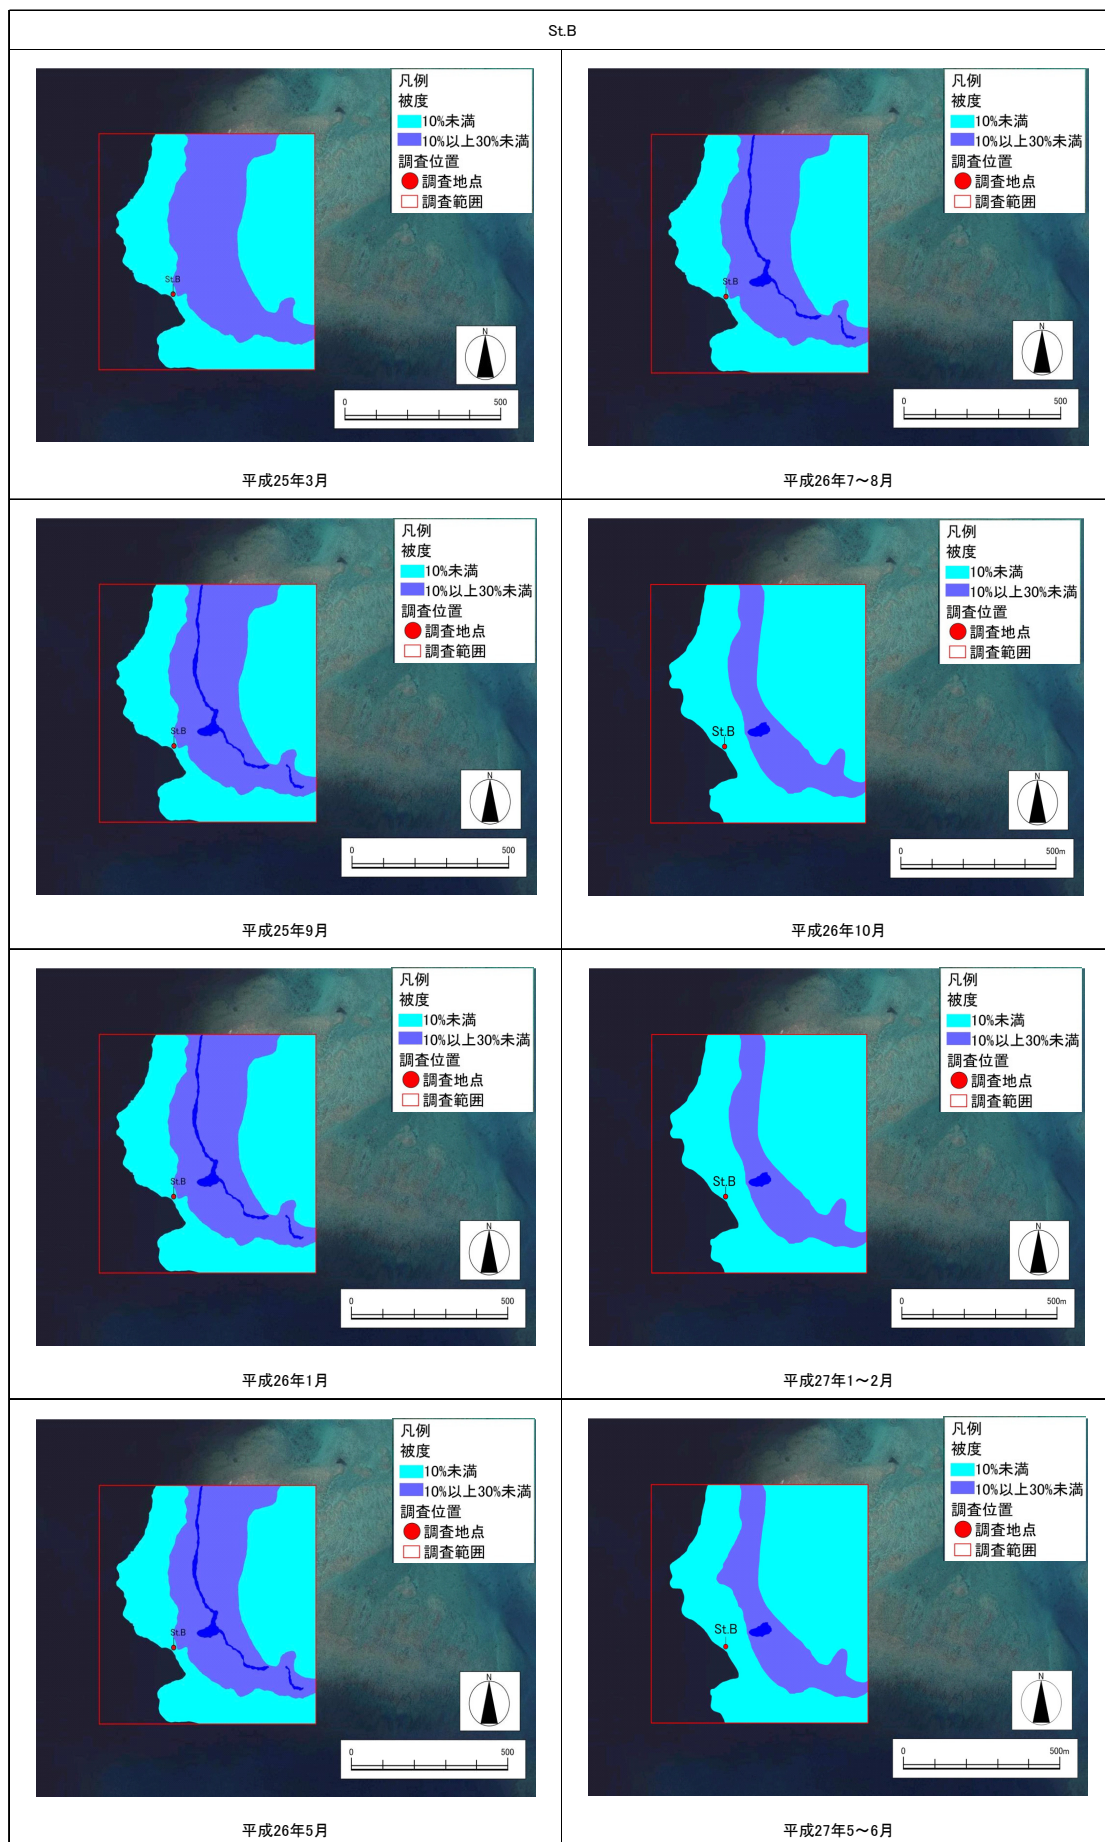 St.B
凡例
被度
10%未満
10%以上30%未満
調査位置
調査地点
調査範囲
St.B
N
0 500
平成25年3月
凡例
被度
10%未満
10%以上30%未満
調査位置
調査地点
調査範囲
St.B
N
0 500
平成26年7～8月
凡例
被度
10%未満
10%以上30%未満
調査位置
調査地点
調査範囲
St.B
N
0 500
平成25年9月
凡例
被度
10%未満
10%以上30%未満
調査位置
調査地点
調査範囲
St.B
N
0 500m
平成26年10月
凡例
被度
10%未満
10%以上30%未満
調査位置
調査地点
調査範囲
St.B
N
0 500
平成26年1月
凡例
被度
10%未満
10%以上30%未満
調査位置
調査地点
調査範囲
St.B
N
0 500m
平成27年1～2月
凡例
被度
10%未満
10%以上30%未満
調査位置
調査地点
調査範囲
St.B
N
0 500
平成26年5月
凡例
被度
10%未満
10%以上30%未満
調査位置
調査地点
調査範囲
St.B
N
0 500m
平成27年5～6月